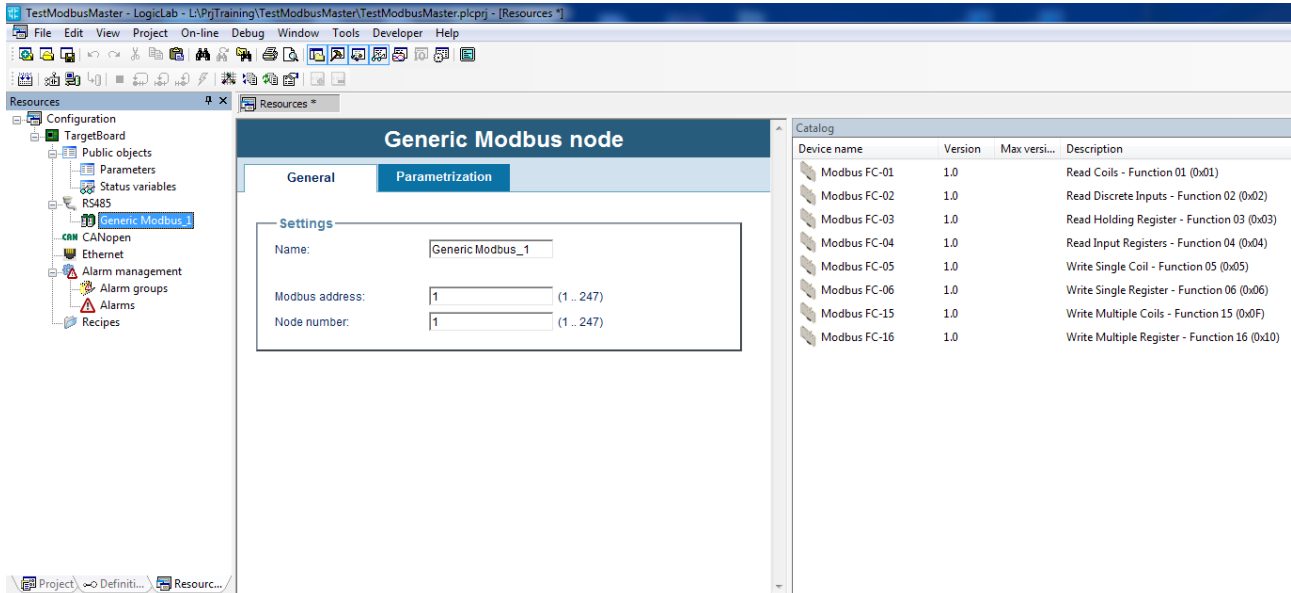 TestModbusMaster - LogicLab - L:\PrjTraining\TestModbusMaster\TestModbusMaster.plcprj - [Resources *]
File Edit View Project On-line Debug Window Tools Developer Help
Resources
Configuration
TargetBoard
Public objects
Parameters
Status variables
RS485
Generic Modbus_1
CAN CANopen
Ethernet
Alarm management
Alarm groups
Alarms
Recipes
Project Definiti... Resourc...
Resources *
Generic Modbus node
General Parametrization
Settings
Name: Generic Modbus_1
Modbus address: 1 (1 .. 247)
Node number: 1 (1 .. 247)
Catalog
Device name Version Max versi... Description
Modbus FC-01 1.0 Read Coils - Function 01 (0x01)
Modbus FC-02 1.0 Read Discrete Inputs - Function 02 (0x02)
Modbus FC-03 1.0 Read Holding Register - Function 03 (0x03)
Modbus FC-04 1.0 Read Input Registers - Function 04 (0x04)
Modbus FC-05 1.0 Write Single Coil - Function 05 (0x05)
Modbus FC-06 1.0 Write Single Register - Function 06 (0x06)
Modbus FC-15 1.0 Write Multiple Coils - Function 15 (0x0F)
Modbus FC-16 1.0 Write Multiple Register - Function 16 (0x10)